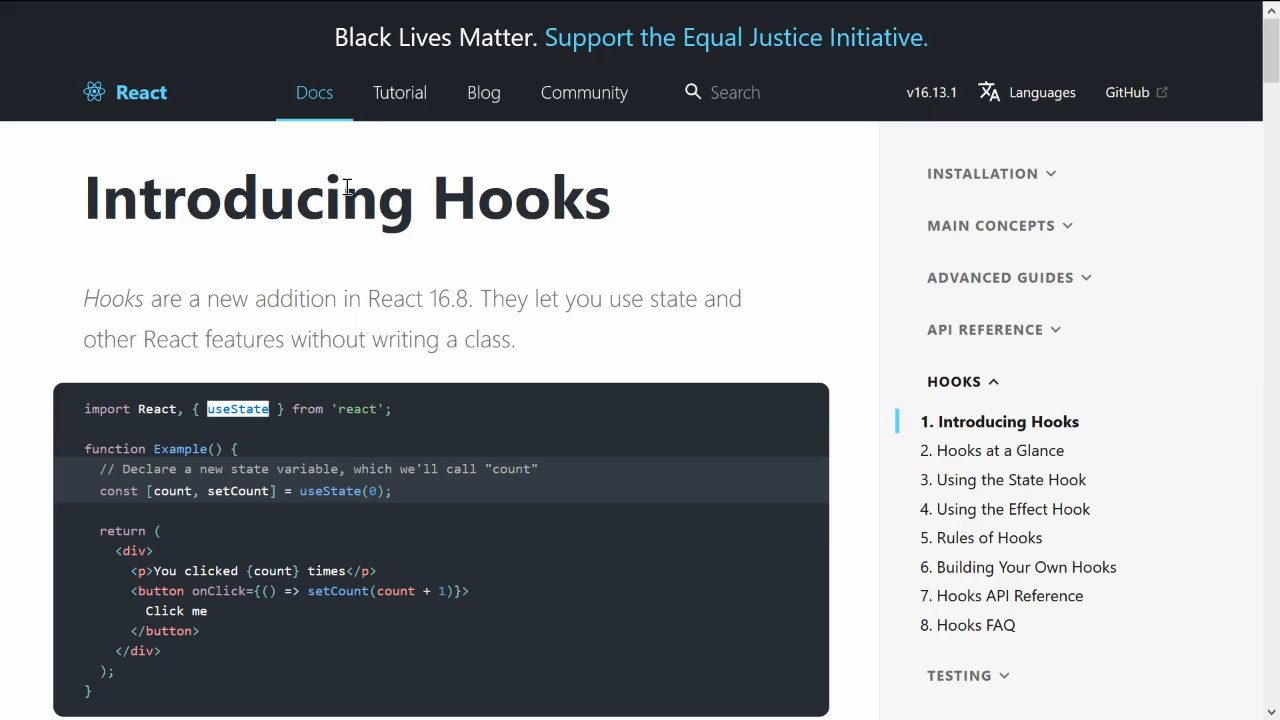 Black Lives Matter. Support the Equal Justice Initiative.
React Docs Tutorial Blog Community Search v16.13.1 Languages GitHub
Introducing Hooks
Hooks are a new addition in React 16.8. They let you use state and
other React features without writing a class.
import React, { useState } from 'react';
function Example() {
// Declare a new state variable, which we'll call "count"
const [count, setCount] = useState(0);
return (
<div>
<p>You clicked {count} times</p>
<button onClick={() => setCount(count + 1)}>
Click me
</button>
</div>
);
}
INSTALLATION
MAIN CONCEPTS
ADVANCED GUIDES
API REFERENCE
HOOKS
1. Introducing Hooks
2. Hooks at a Glance
3. Using the State Hook
4. Using the Effect Hook
5. Rules of Hooks
6. Building Your Own Hooks
7. Hooks API Reference
8. Hooks FAQ
TESTING